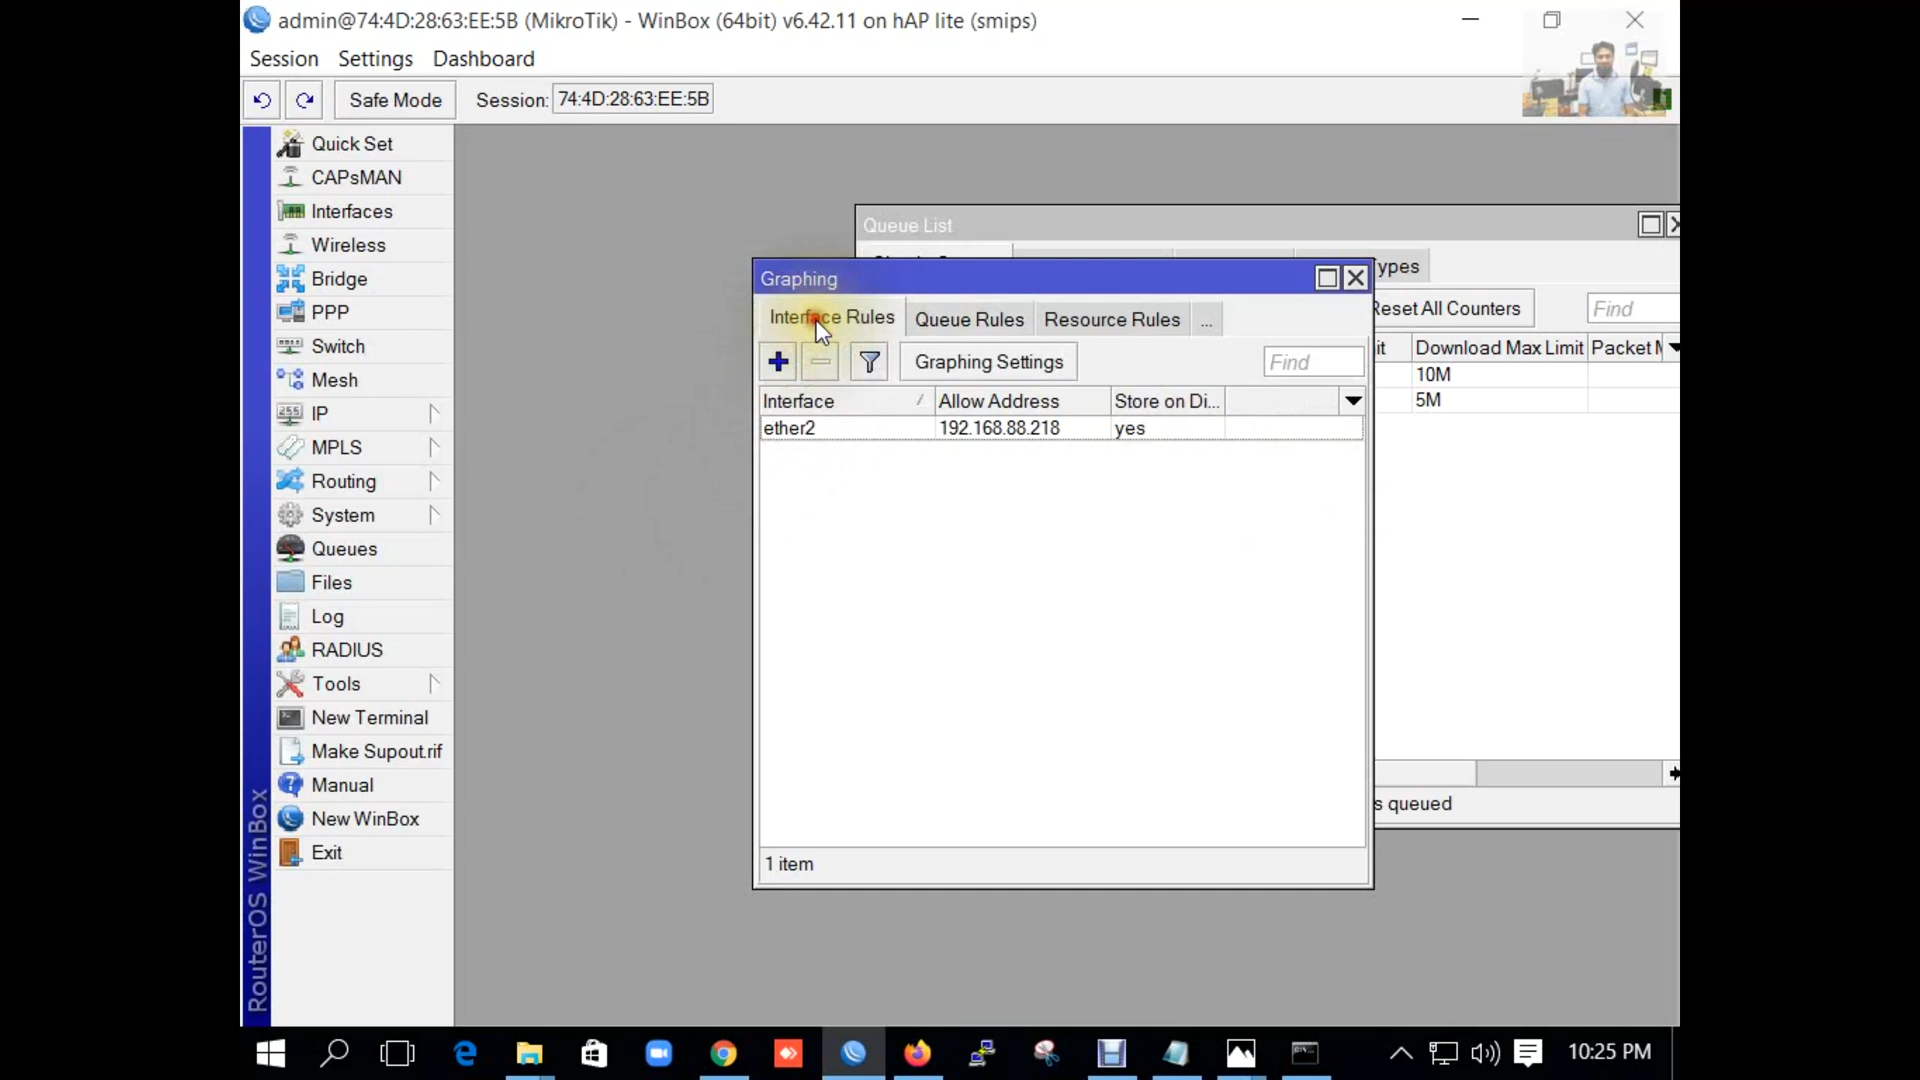 admin@74:4D:28:63:EE:5B (MikroTik) - WinBox (64bit) v6.42.11 on hAP lite (smips)
Session Settings Dashboard
Safe Mode Session: 74:4D:28:63:EE:5B
Quick Set
CAPsMAN
Interfaces
Wireless
Bridge
PPP
Switch
Mesh
IP
MPLS
Routing
System
Queues
Files
Log
RADIUS
Tools
New Terminal
Make Supout.rif
Manual
New WinBox
Exit
RouterOS WinBox
Queue List
ypes
Reset All Counters Find
it Download Max Limit Packet M
10M
5M
s queued
Graphing
Interface Rules Queue Rules Resource Rules ...
Graphing Settings Find
Interface Allow Address Store on Di...
ether2 192.168.88.218 yes
1 item
10:25 PM